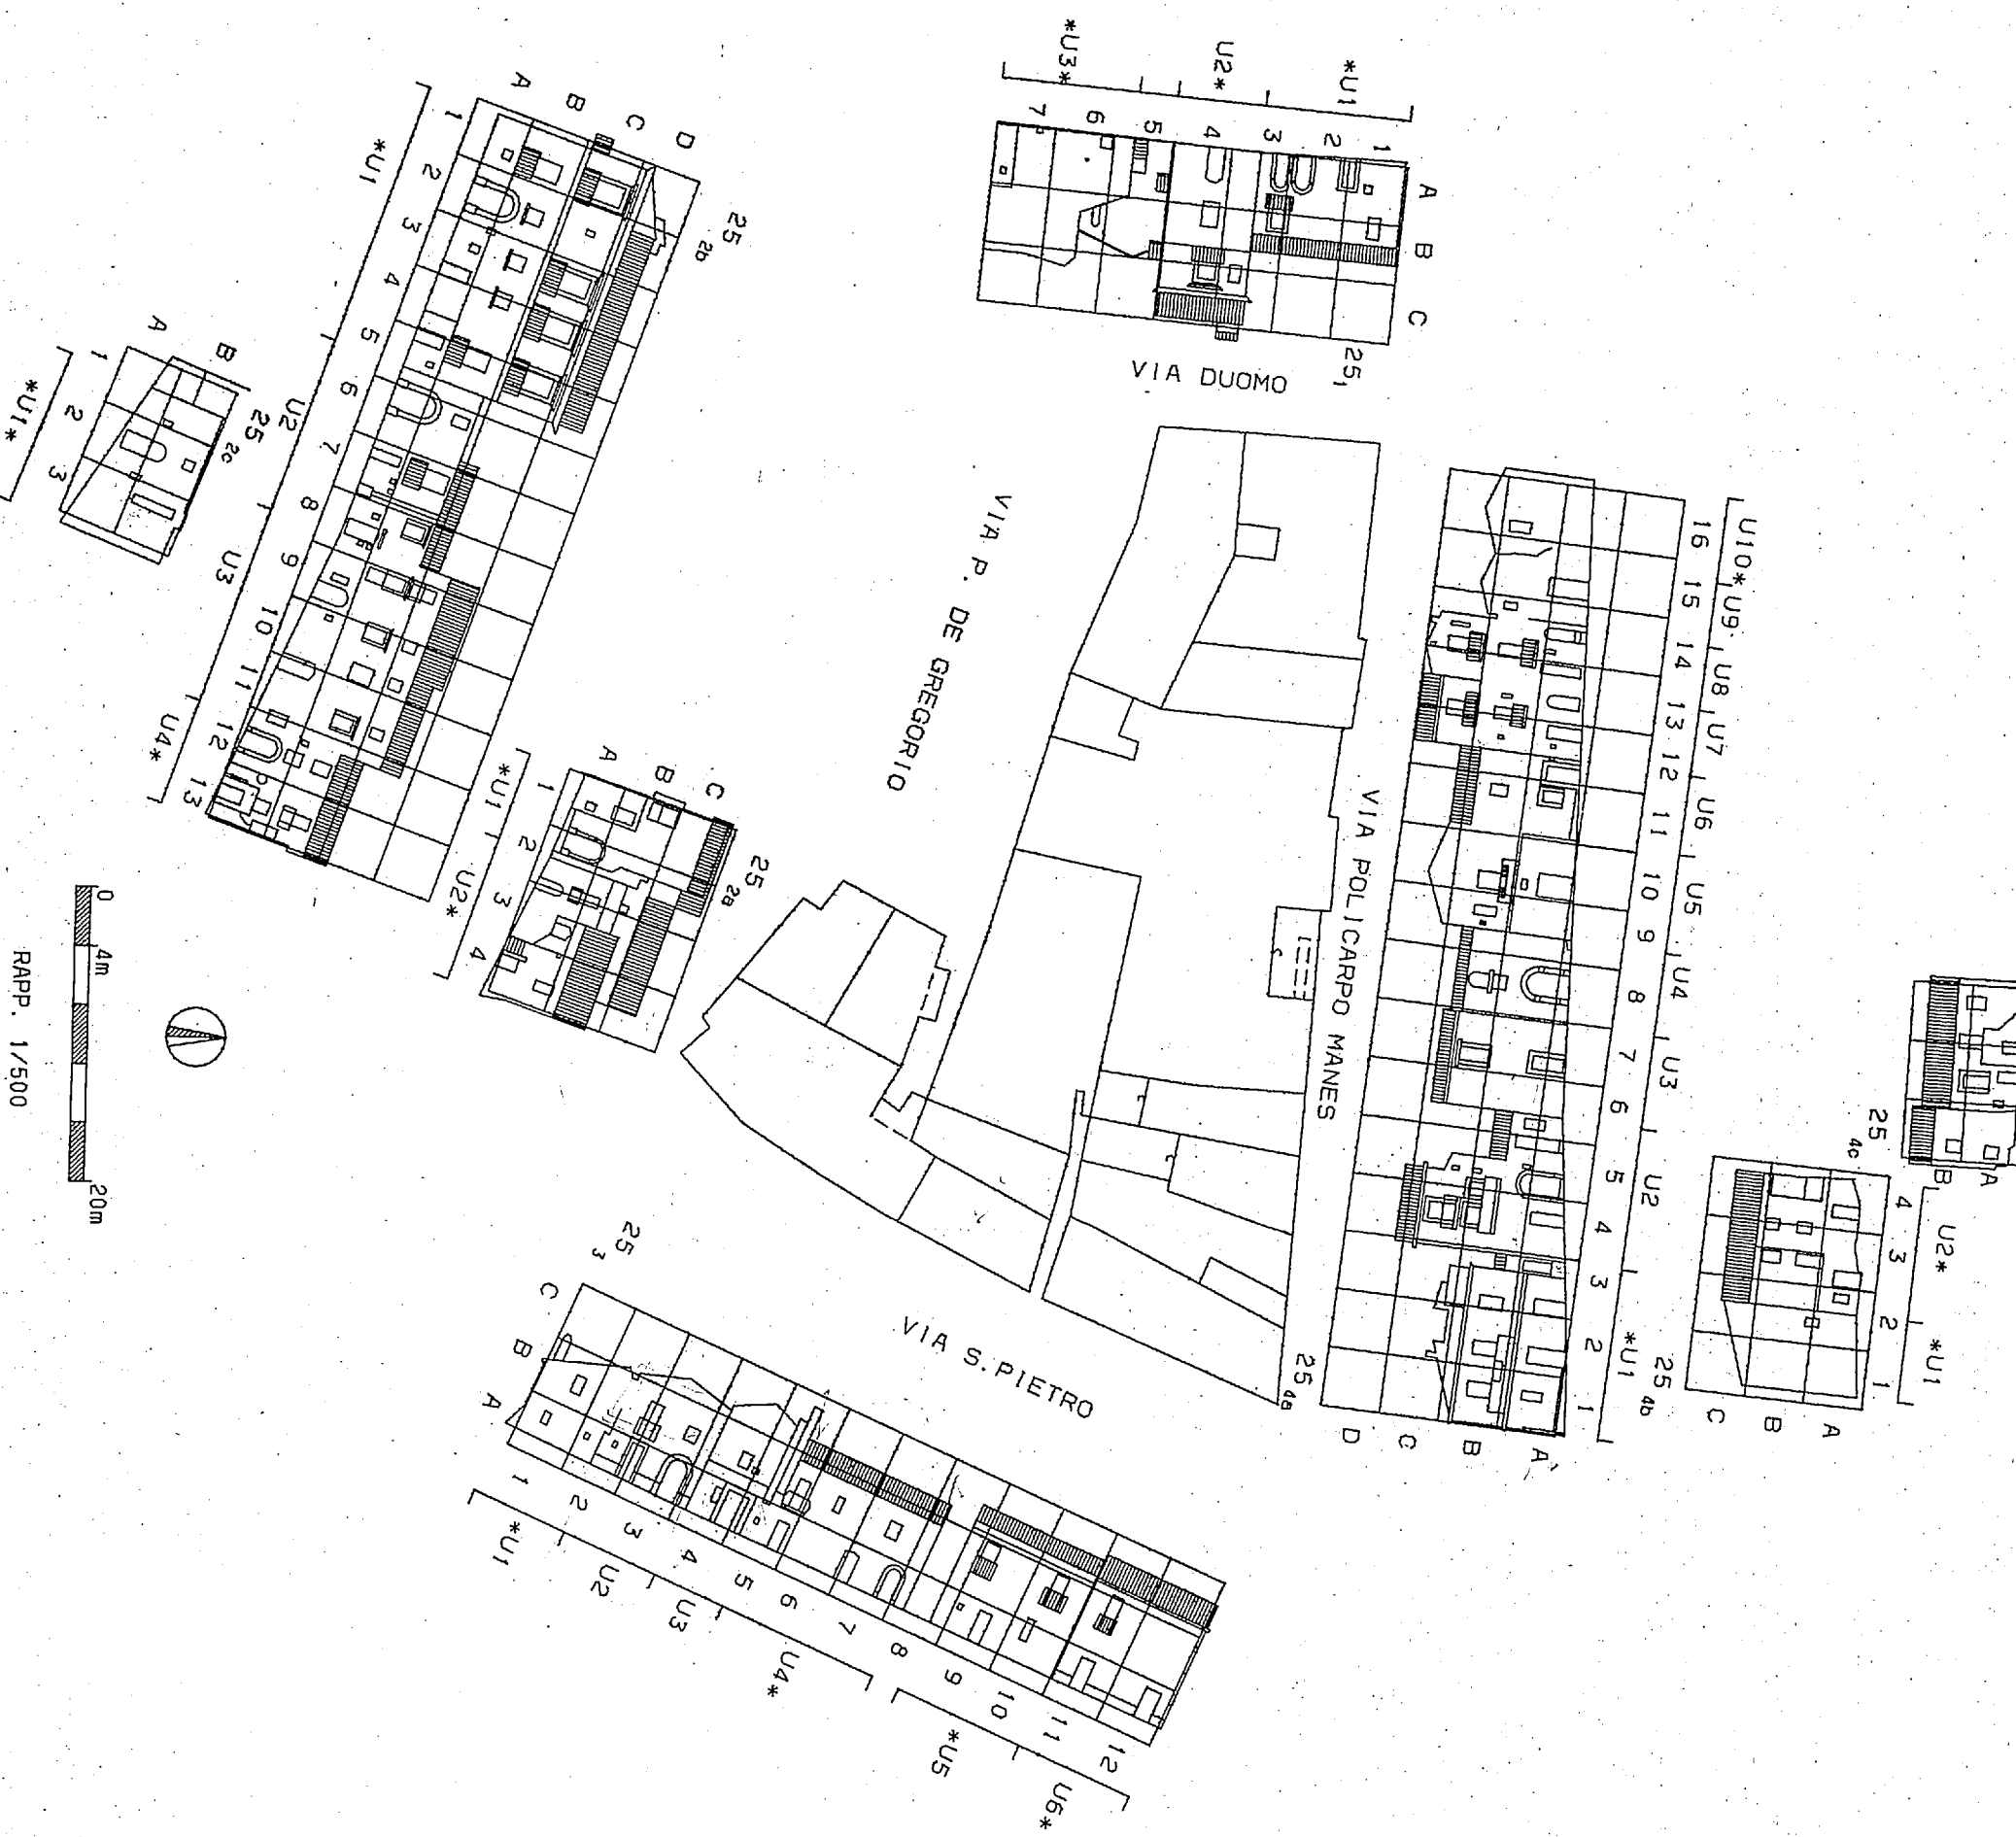 *U3*
U2*
*U1
7 6 5 4 3 2 1
A
B
C
25 1
VIA DUOMO
A B C D
25 2b
1 2 3 4 5 6 7 8 9 10 11 12 13
*U1
U2
U3
U4*
A B
25 2c
1 2 3
*U1*
A B C
25 2a
1 2 3 4
*U1
U2*
VIA P. DE GREGORIO
VIA POLICARPO MANES
VIA S. PIETRO
16 15 14 13 12 11 10 9 8 7 6 5 4 3 2 1
U10*
U9
U8
U7
U6
U5
U4
U3
U2
*U1
25 4b
D C B A
25 4a
B A
25 4c
4 3 2 1
U2*
*U1
C B A
25 3
C
B
A
1 2 3 4 5 6 7 8 9 10 11 12
*U1
U2
U3
U4*
*U5
U6*
0 4m 20m
RAPP. 1/500